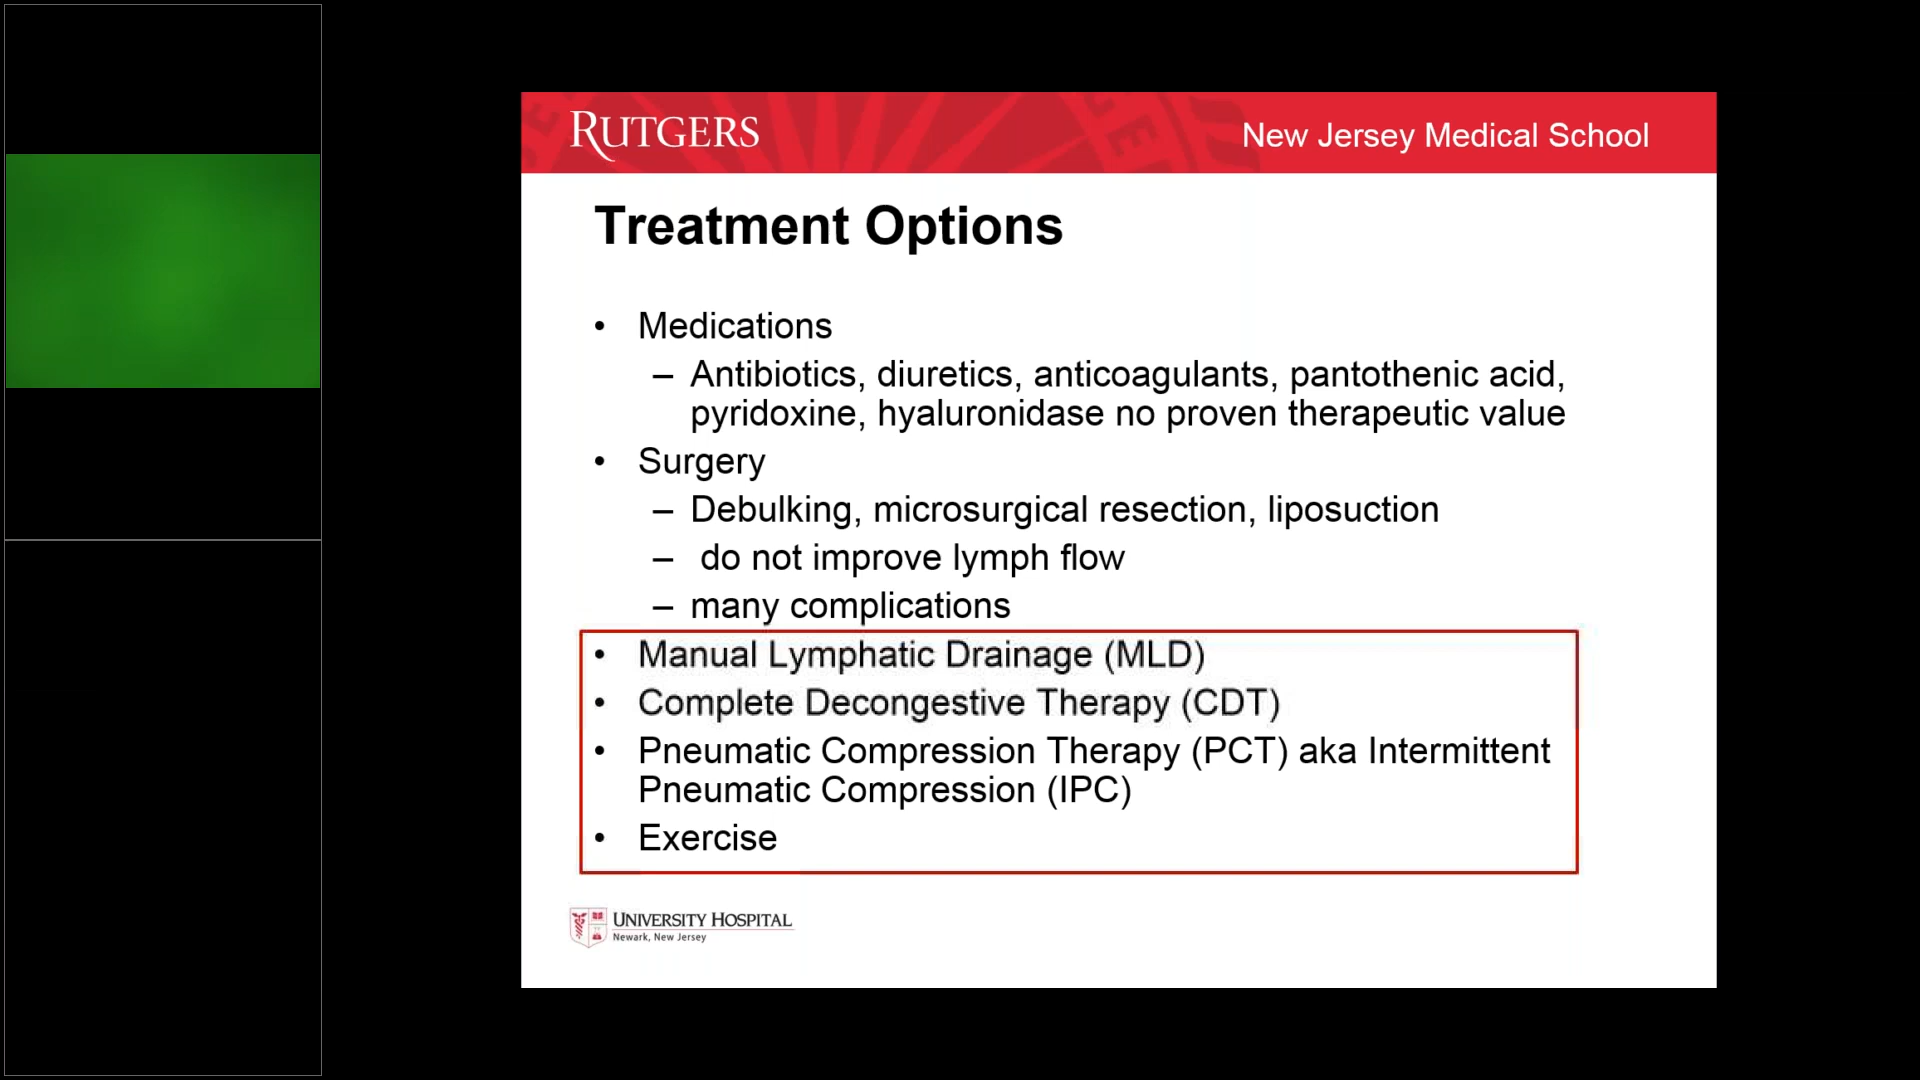 RUTGERS
New Jersey Medical School
Treatment Options
• Medications
– Antibiotics, diuretics, anticoagulants, pantothenic acid,
pyridoxine, hyaluronidase no proven therapeutic value
• Surgery
– Debulking, microsurgical resection, liposuction
– do not improve lymph flow
– many complications
• Manual Lymphatic Drainage (MLD)
• Complete Decongestive Therapy (CDT)
• Pneumatic Compression Therapy (PCT) aka Intermittent
Pneumatic Compression (IPC)
• Exercise
UNIVERSITY HOSPITAL
Newark, New Jersey